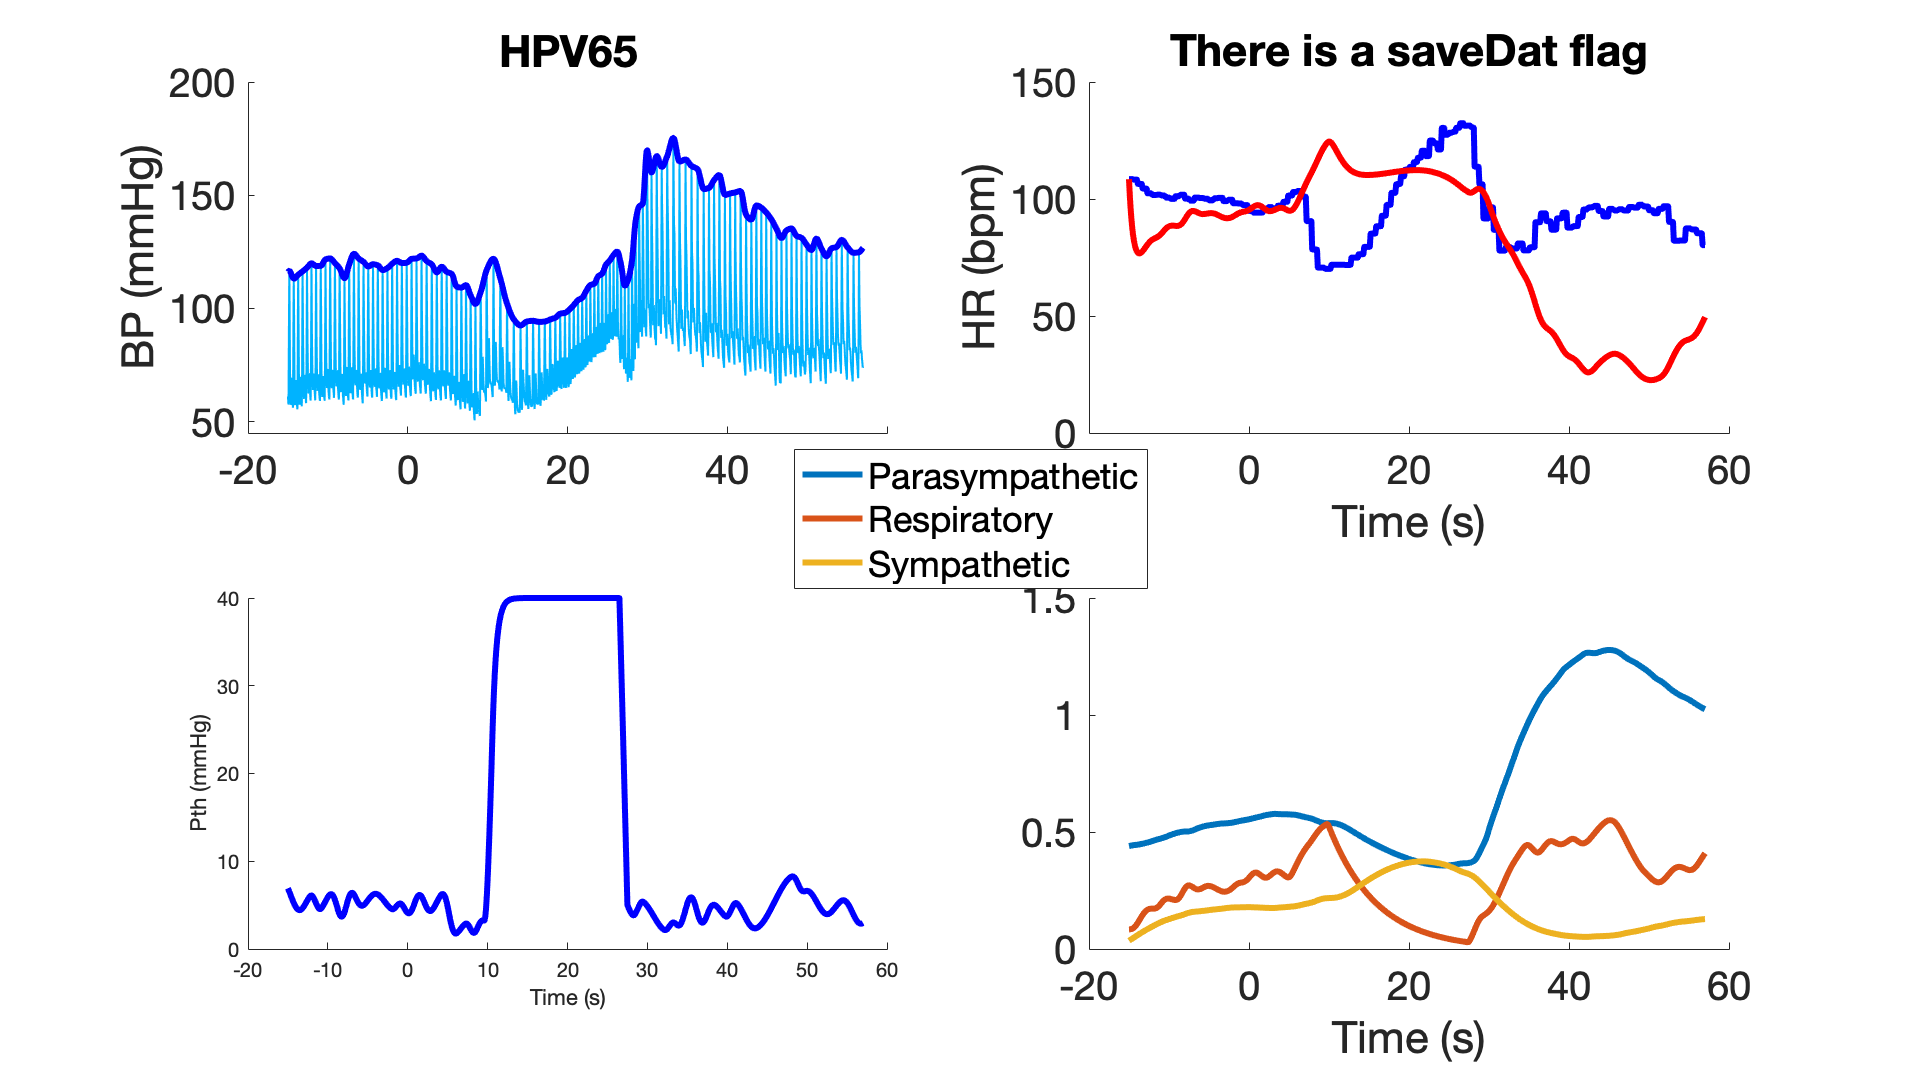 HPV65
There is a saveDat flag
200
150
100
50
BP (mmHg)
-20 0 20 40
150
100
50
0
HR (bpm)
-20 0 20 40 60
Time (s)
Parasympathetic
Respiratory
Sympathetic
40
30
20
10
0
Pth (mmHg)
-20 -10 0 10 20 30 40 50 60
Time (s)
1.5
1
0.5
0
-20 0 20 40 60
Time (s)